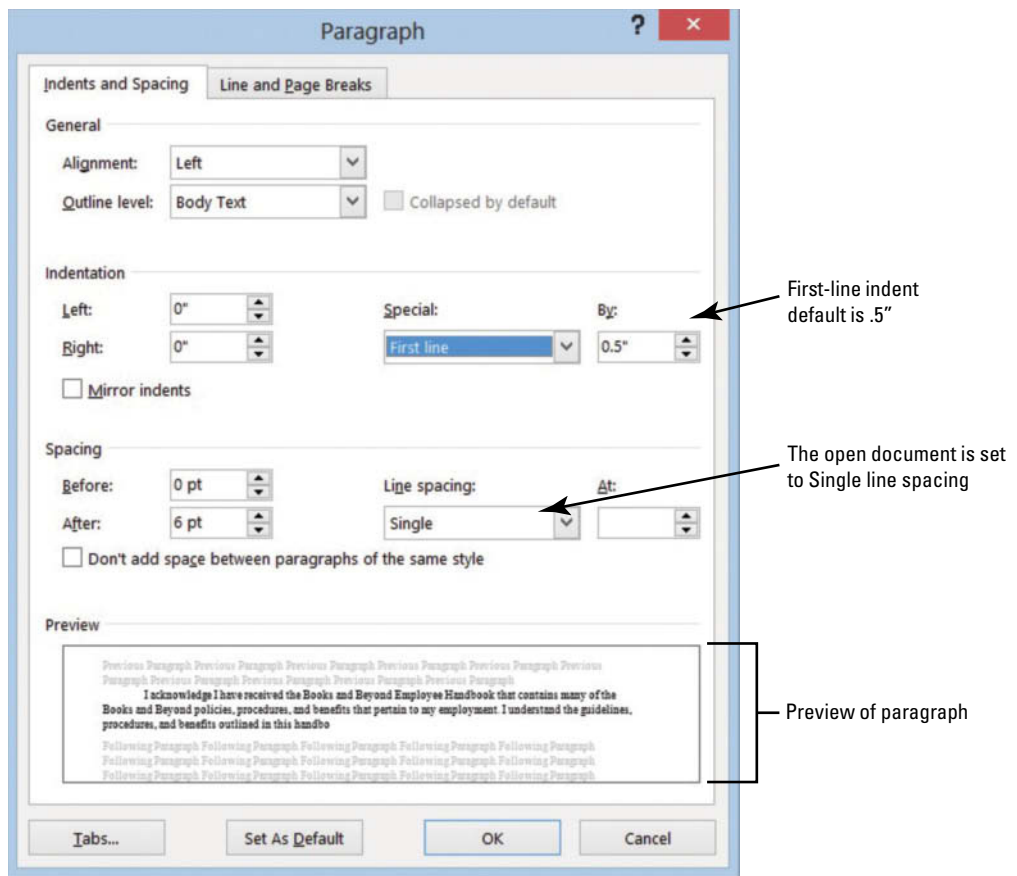 Paragraph
?
×
Indents and Spacing
Line and Page Breaks
General
Alignment:
Left
Outline level:
Body Text
Collapsed by default
Indentation
Left:
0"
Special:
By:
Right:
0"
First line
0.5"
Mirror indents
First-line indent
default is .5″
Spacing
Before:
0 pt
Line spacing:
At:
After:
6 pt
Single
Don't add space between paragraphs of the same style
The open document is set
to Single line spacing
Preview
Previous Paragraph Previous Paragraph Previous Paragraph Previous Paragraph Previous Paragraph Previous
Paragraph Previous Paragraph Previous Paragraph Previous Paragraph Previous Paragraph
I acknowledge I have received the Books and Beyond Employee Handbook that contains many of the
Books and Beyond policies, procedures, and benefits that pertain to my employment. I understand the guidelines,
procedures, and benefits outlined in this handbo
Following Paragraph Following Paragraph Following Paragraph Following Paragraph Following Paragraph
Following Paragraph Following Paragraph Following Paragraph Following Paragraph Following Paragraph
Following Paragraph Following Paragraph Following Paragraph Following Paragraph Following Paragraph
Preview of paragraph
Tabs...
Set As Default
OK
Cancel